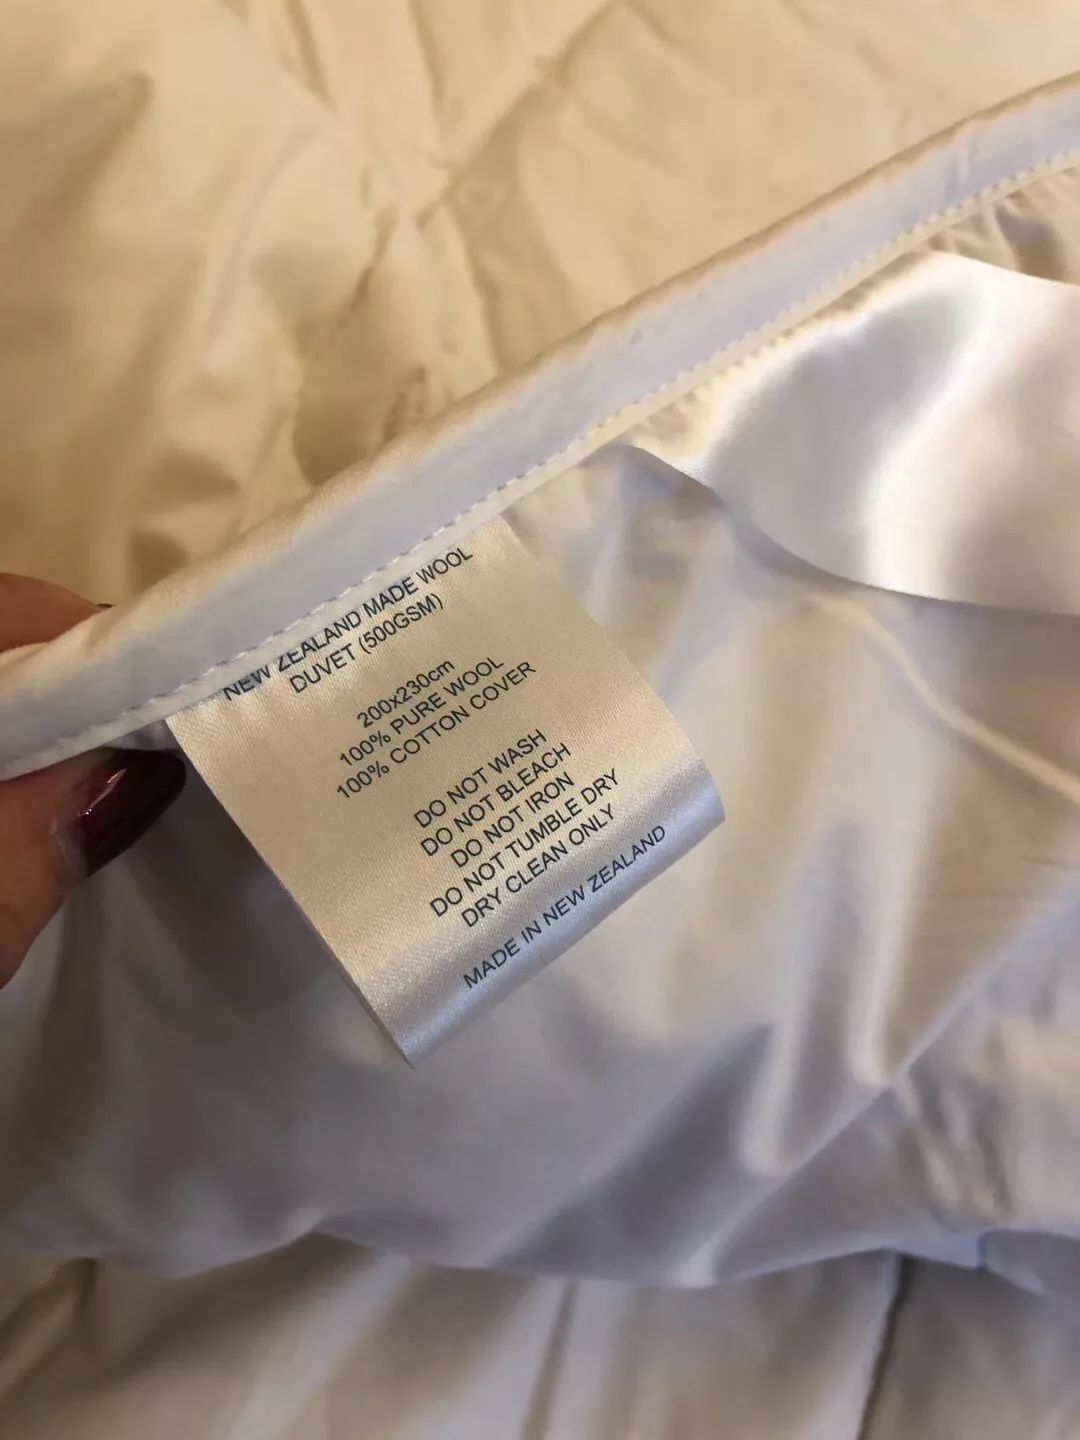 NEW ZEALAND MADE WOOL
DUVET (500GSM)
200x230cm
100% PURE WOOL
100% COTTON COVER
DO NOT WASH
DO NOT BLEACH
DO NOT IRON
DO NOT TUMBLE DRY
DRY CLEAN ONLY
MADE IN NEW ZEALAND